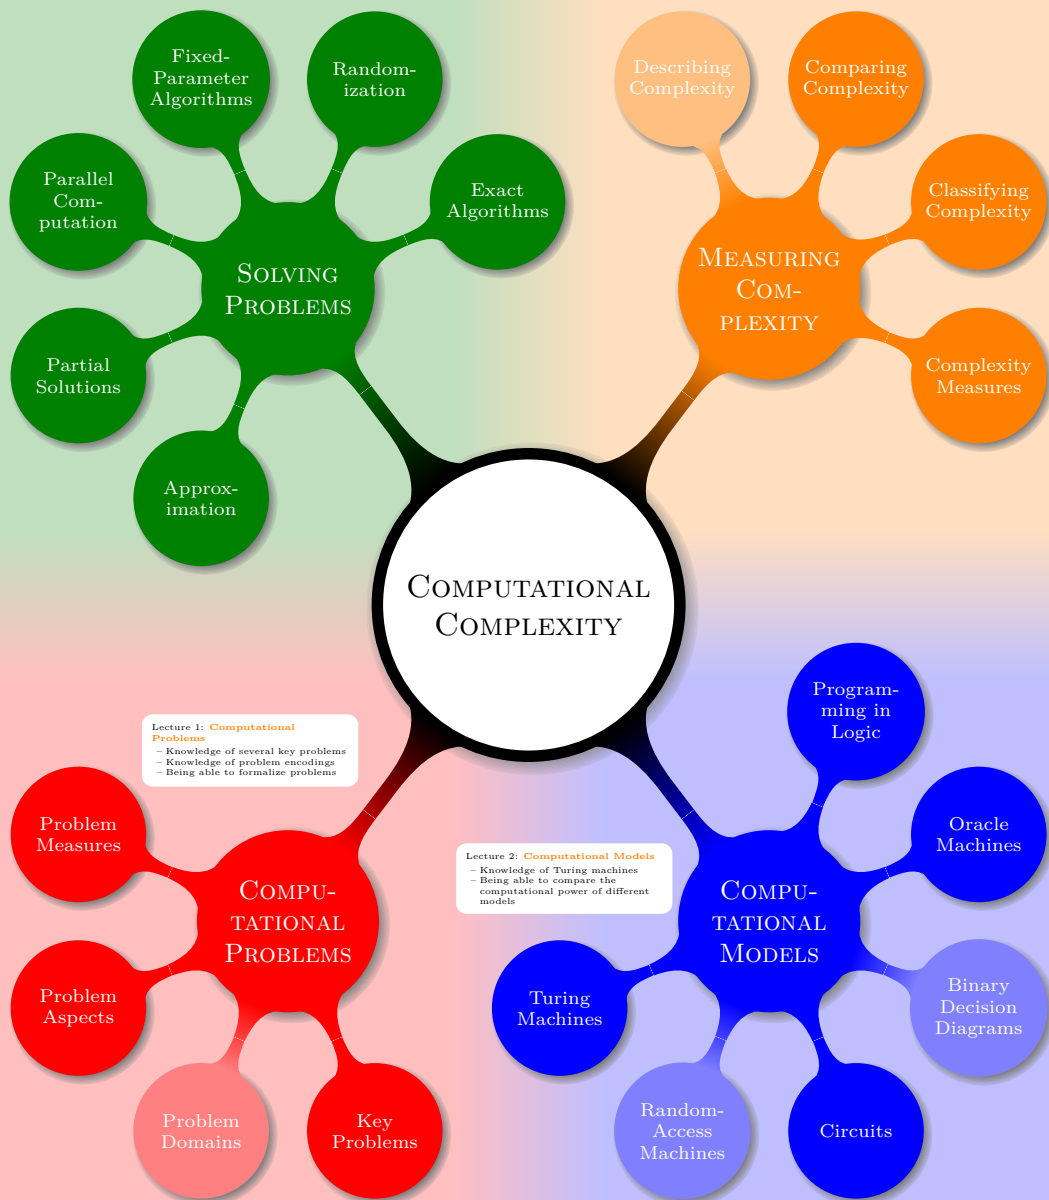 Fixed-
Parameter
Algorithms
Random-
ization
Describing
Complexity
Comparing
Complexity
Parallel
Com-
putation
Exact
Algorithms
Classifying
Complexity
Solving
Problems
Measuring
Com-
plexity
Partial
Solutions
Complexity
Measures
Approx-
imation
Computational
Complexity
Program-
ming in
Logic
Lecture 1: Computational
Problems
– Knowledge of several key problems
– Knowledge of problem encodings
– Being able to formalize problems
Problem
Measures
Oracle
Machines
Lecture 2: Computational Models
– Knowledge of Turing machines
– Being able to compare the
computational power of different
models
Compu-
tational
Problems
Compu-
tational
Models
Problem
Aspects
Turing
Machines
Binary
Decision
Diagrams
Problem
Domains
Key
Problems
Random-
Access
Machines
Circuits